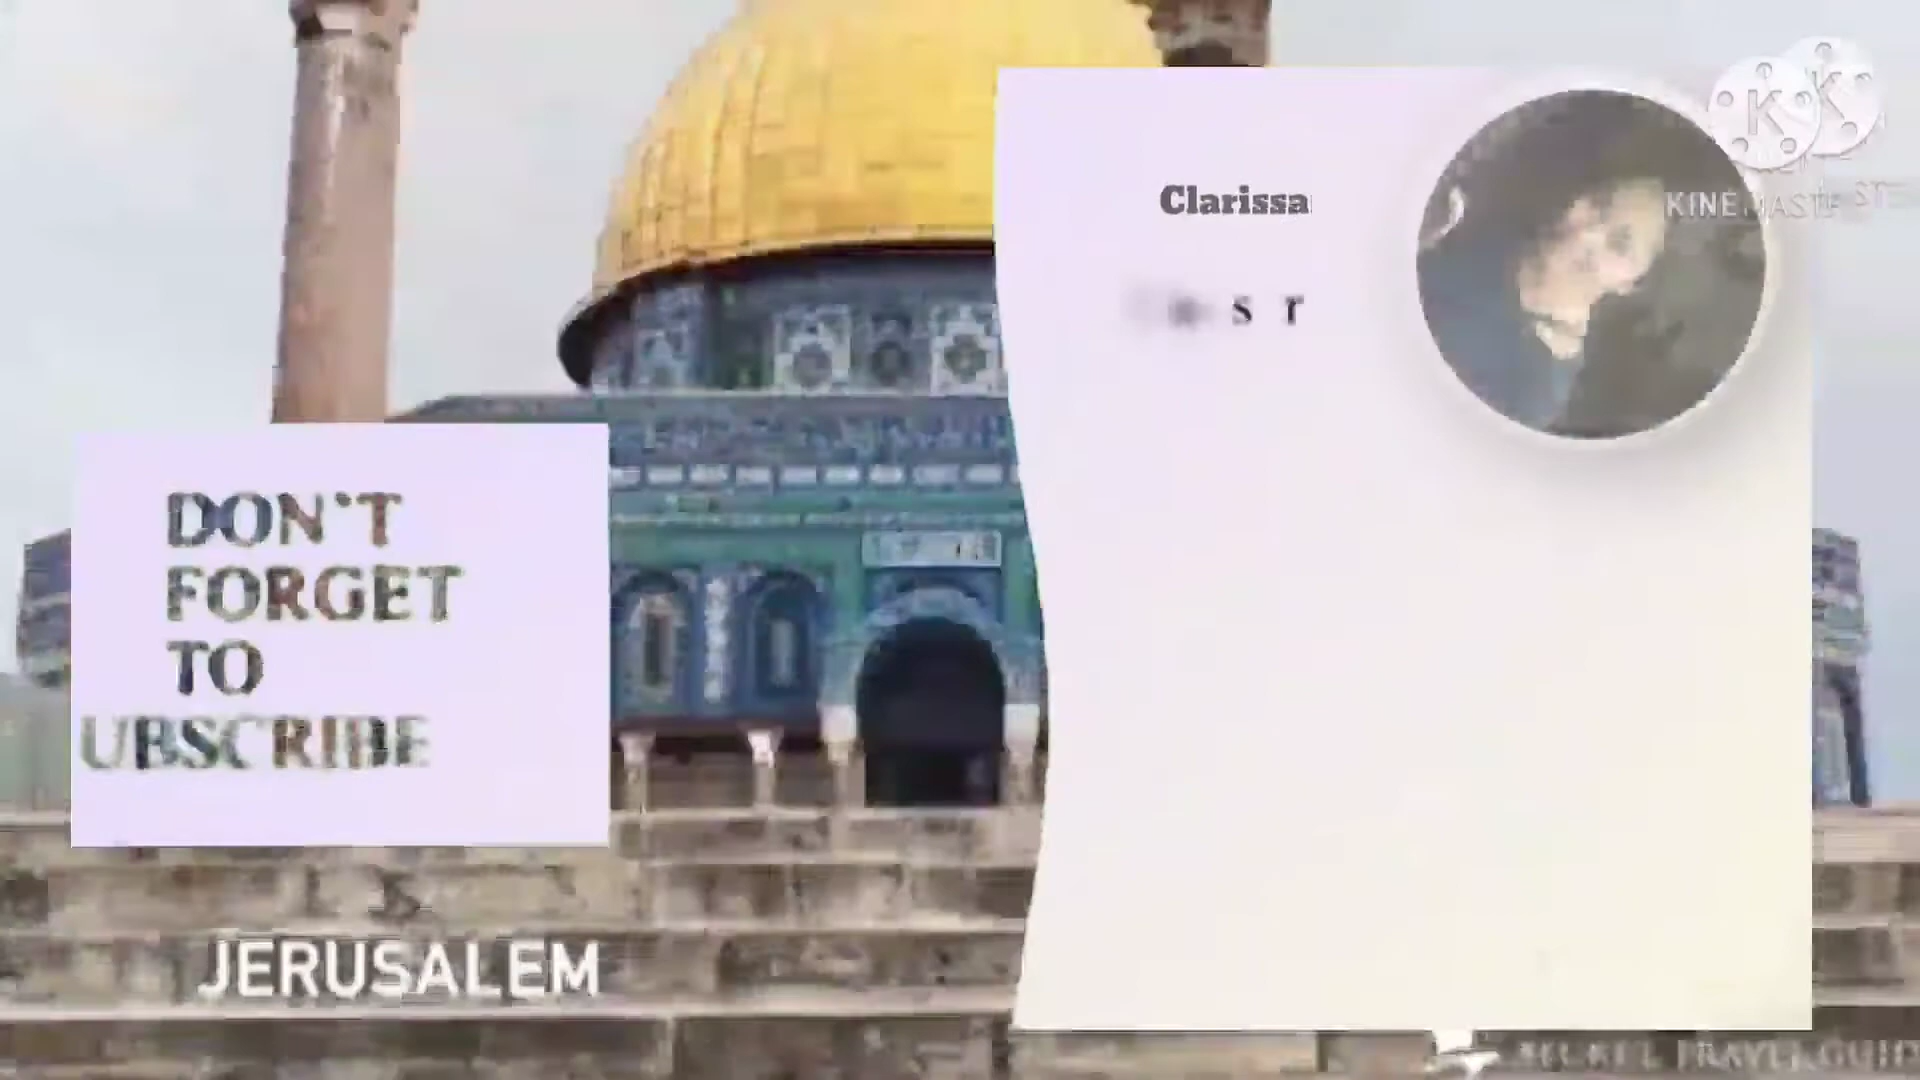 Clarissa
s r
DON'T
FORGET
TO
UBSCRIBE
JERUSALEM
KINEMASTER